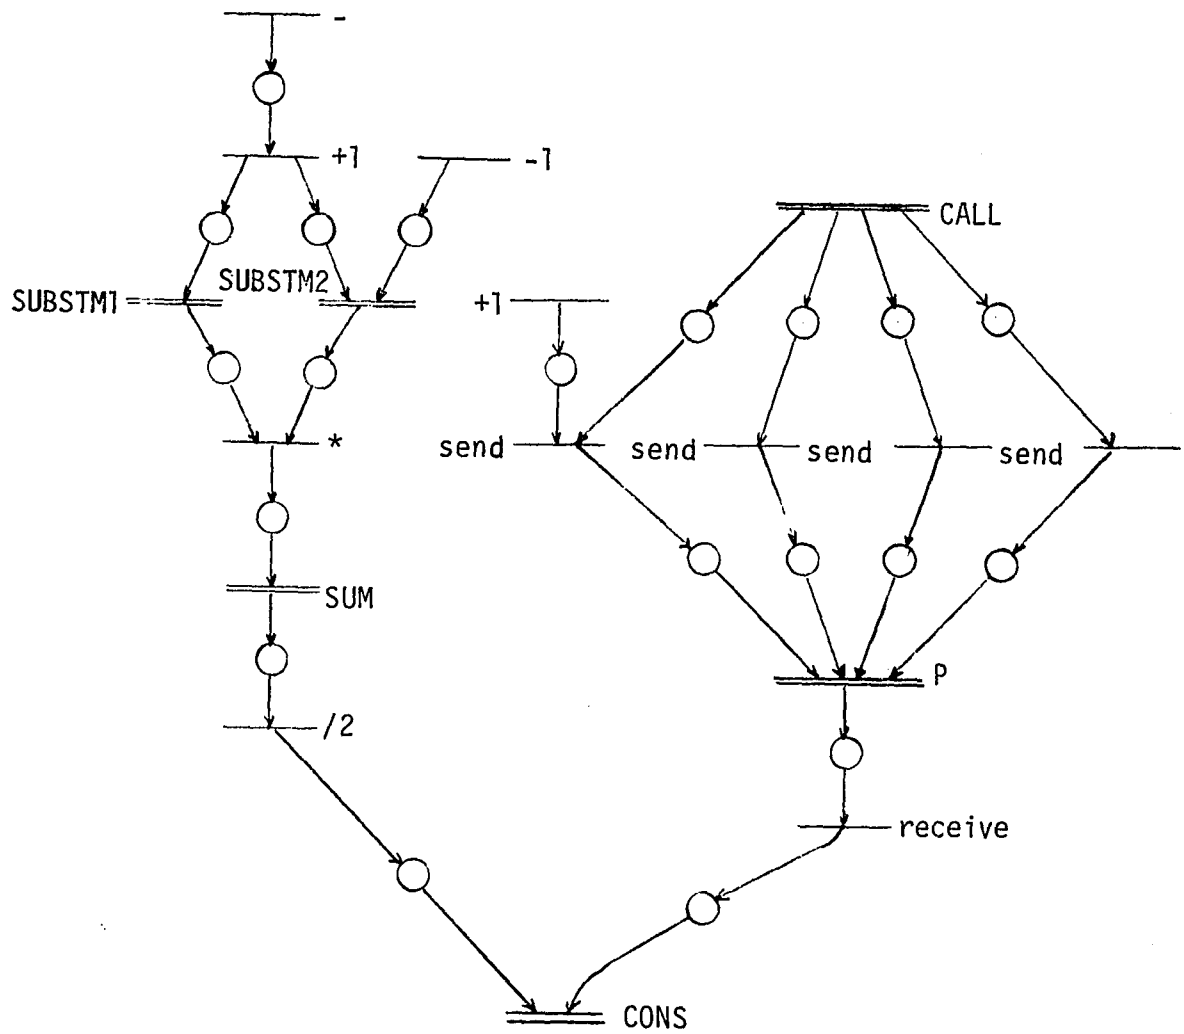 -
+1
-1
CALL
SUBSTM1
SUBSTM2
+1
*
send
send
send
send
SUM
P
/2
receive
CONS